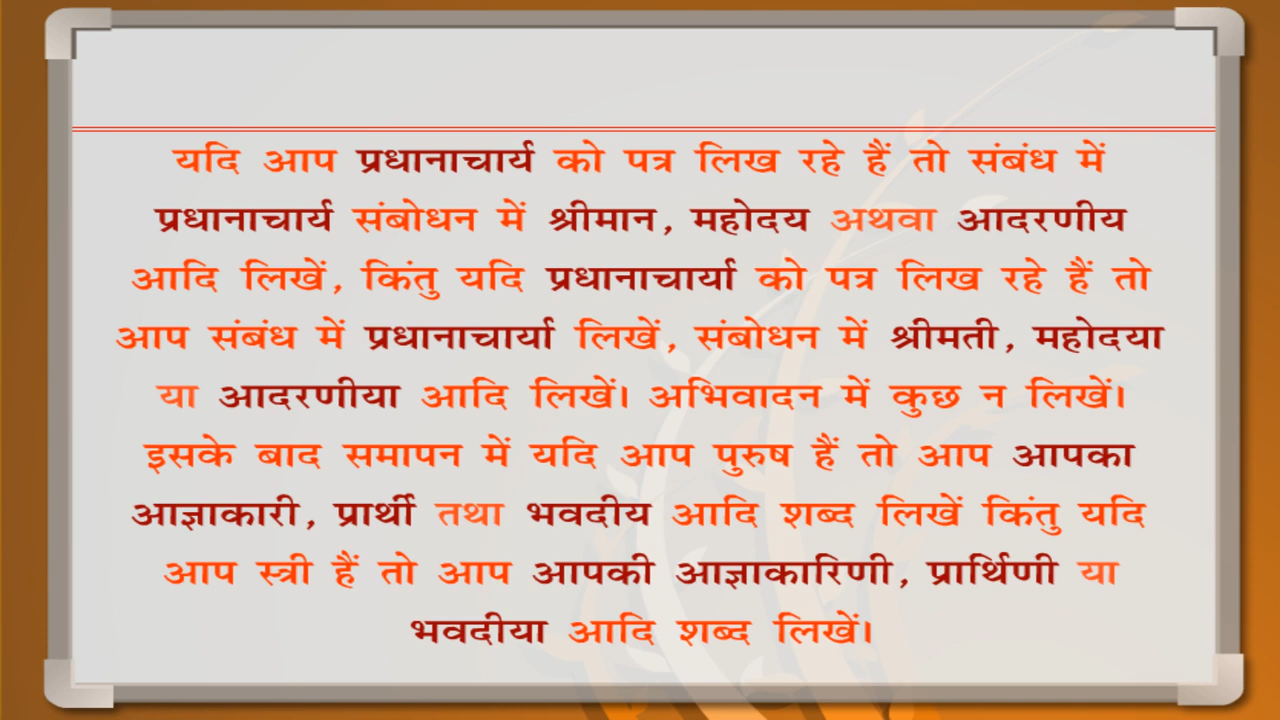 यदि आप प्रधानाचार्य को पत्र लिख रहे हैं तो संबंध में
प्रधानाचार्य संबोधन में श्रीमान, महोदय अथवा आदरणीय
आदि लिखें, किंतु यदि प्रधानाचार्या को पत्र लिख रहे हैं तो
आप संबंध में प्रधानाचार्या लिखें, संबोधन में श्रीमती, महोदया
या आदरणीया आदि लिखें। अभिवादन में कुछ न लिखें।
इसके बाद समापन में यदि आप पुरुष हैं तो आप आपका
आज्ञाकारी, प्रार्थी तथा भवदीय आदि शब्द लिखें किंतु यदि
आप स्त्री हैं तो आप आपकी आज्ञाकारिणी, प्रार्थिणी या
भवदीया आदि शब्द लिखें।